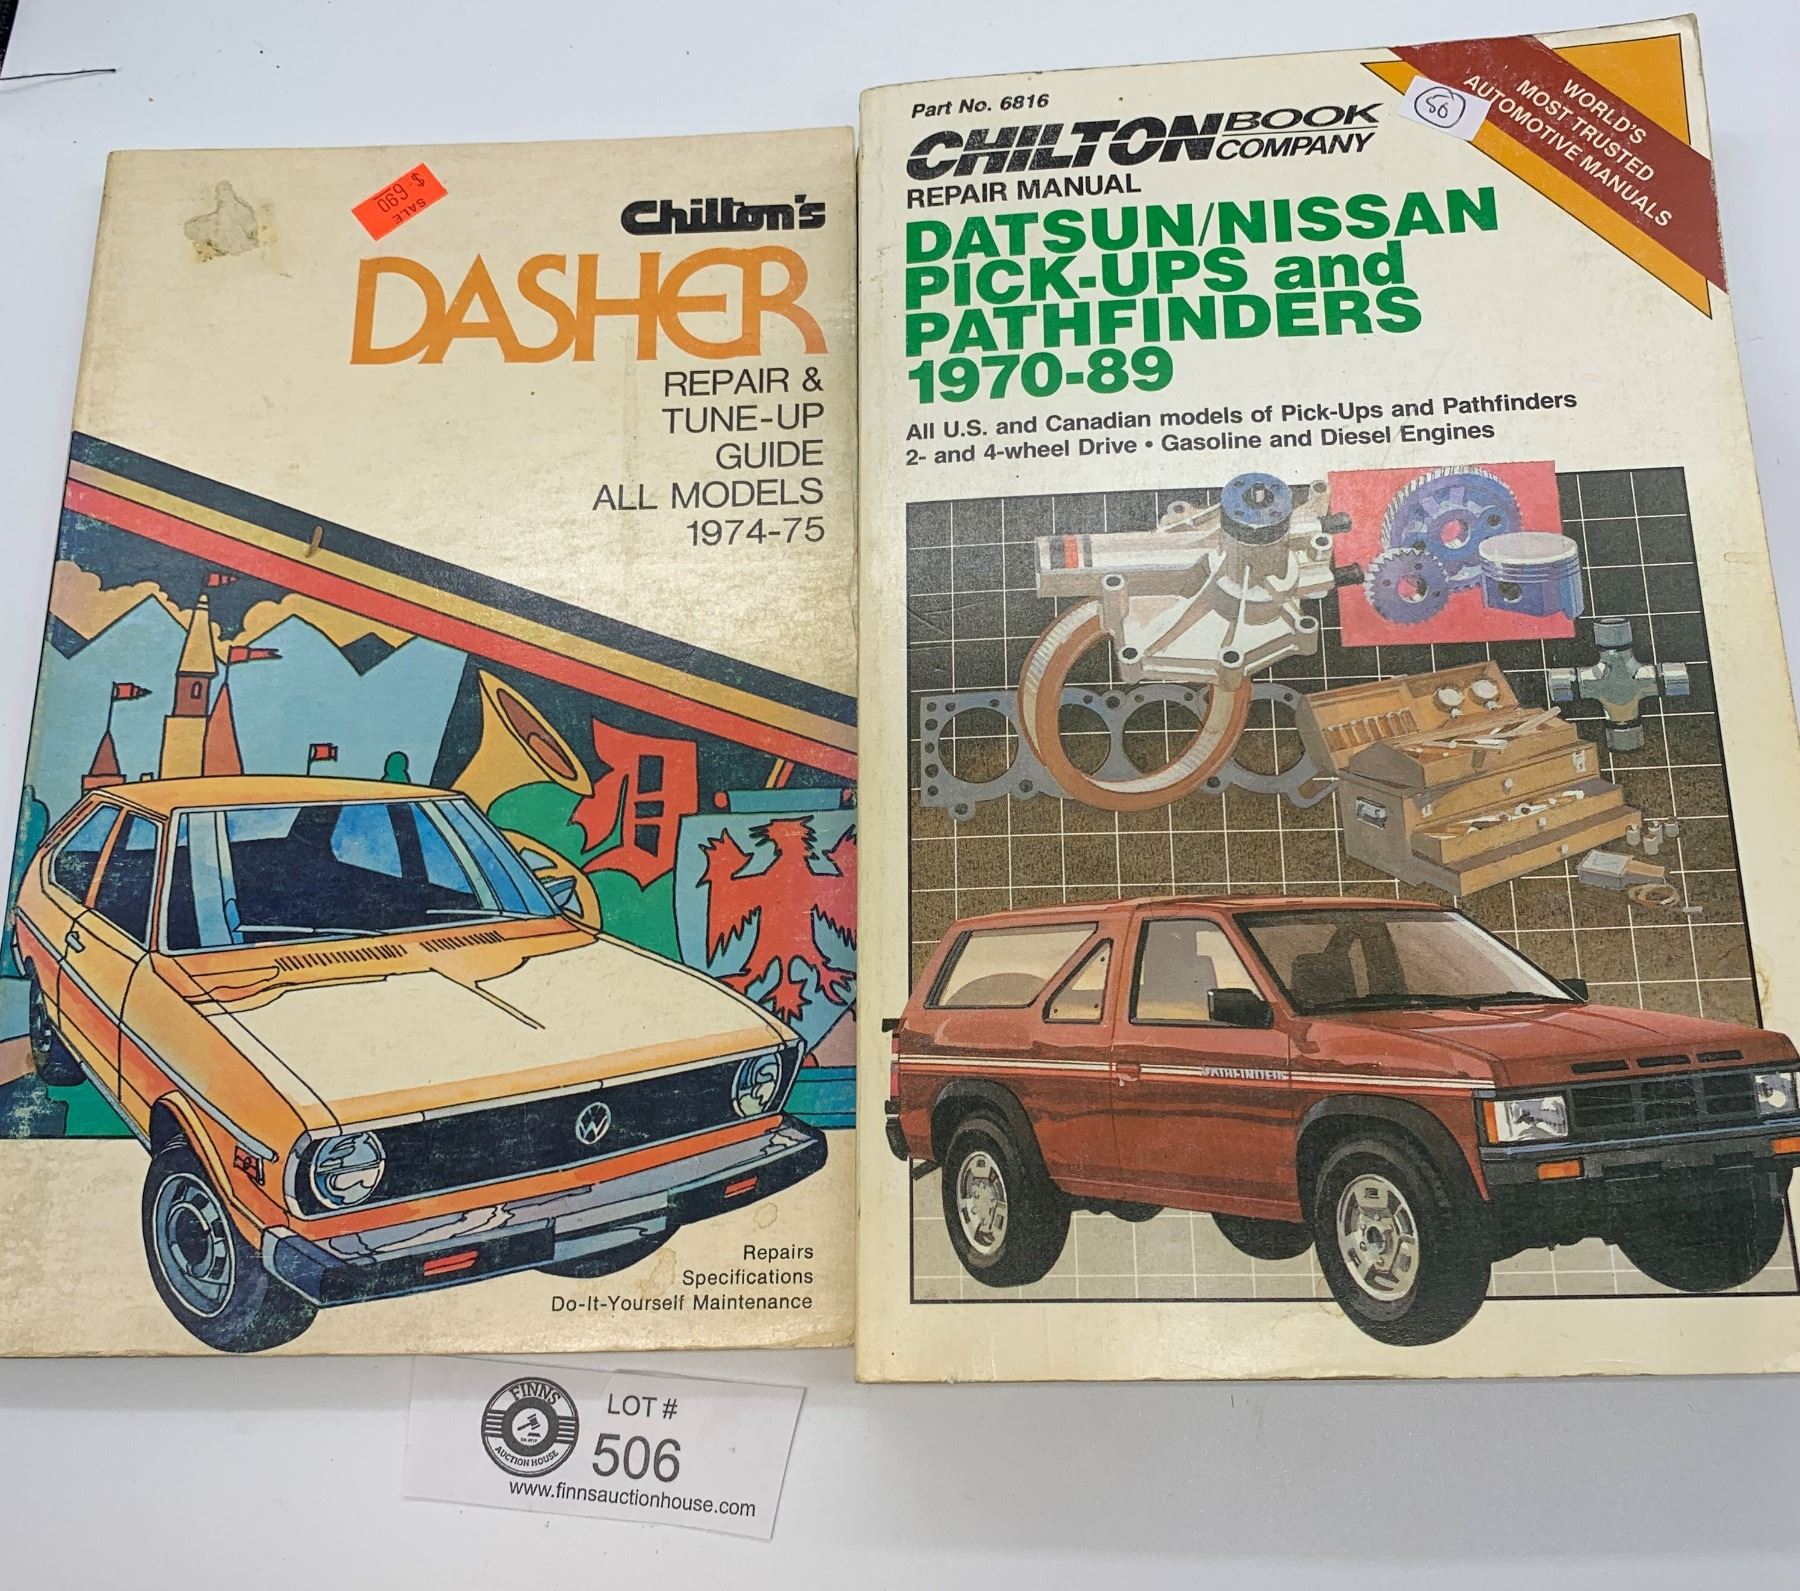 SALE
$ 690
Chilton's
DASHER
REPAIR &
TUNE-UP
GUIDE
ALL MODELS
1974-75
D
Repairs
Specifications
Do-It-Yourself Maintenance
Part No. 6816
CHILTON BOOK COMPANY
REPAIR MANUAL
DATSUN/NISSAN
PICK-UPS and
PATHFINDERS
1970-89
All U.S. and Canadian models of Pick-Ups and Pathfinders
2- and 4-wheel Drive • Gasoline and Diesel Engines
WORLD'S
MOST TRUSTED
AUTOMOTIVE MANUALS
PATHFINDER
FINNS
AUCTION HOUSE
LOT #
506
www.finnsauctionhouse.com